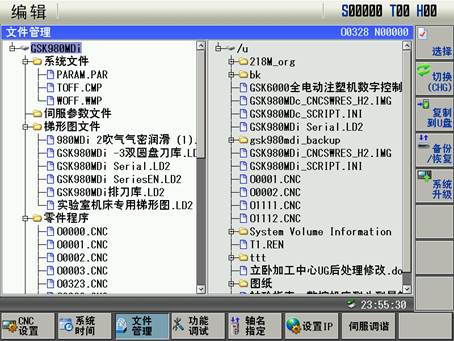 编辑
S00000 T00 H00
文件管理
O0328 N00000
GSK980MDi
系统文件
PARAM.PAR
TOFF.CMP
WOFF.WMP
伺服参数文件
梯形图文件
980MDi 2吹气气密润滑 (1).
GSK980MDi -3双圆盘刀库.LD2
GSK980MDi Serial.LD2
GSK980MDi SeriesEN.LD2
GSK980MDi排刀库.LD2
实验室机床专用梯形图.LD2
零件程序
O0000.CNC
O0001.CNC
O0002.CNC
O0003.CNC
O0323.CNC
/u
218M_org
bk
GSK6000全电动注塑机数字控制
GSK980MDc_CNCSWRES_H2.IMG
GSK980MDc_SCRIPT.INI
GSK980MDi Serial.LD2
gsk980mdi_backup
GSK980MDi_CNCSWRES_H2.IMG
GSK980MDi_SCRIPT.INI
O0001.CNC
O0002.CNC
O1111.CNC
O1112.CNC
System Volume Information
T1.REN
ttt
立卧加工中心UG后处理修改.do
图纸
选择
切换
(CHG)
复制
到U盘
备份
/恢复
系统
升级
23:55:30
CNC
设置
系统
时间
文件
管理
功能
调试
轴名
指定
设置IP
伺服调谐